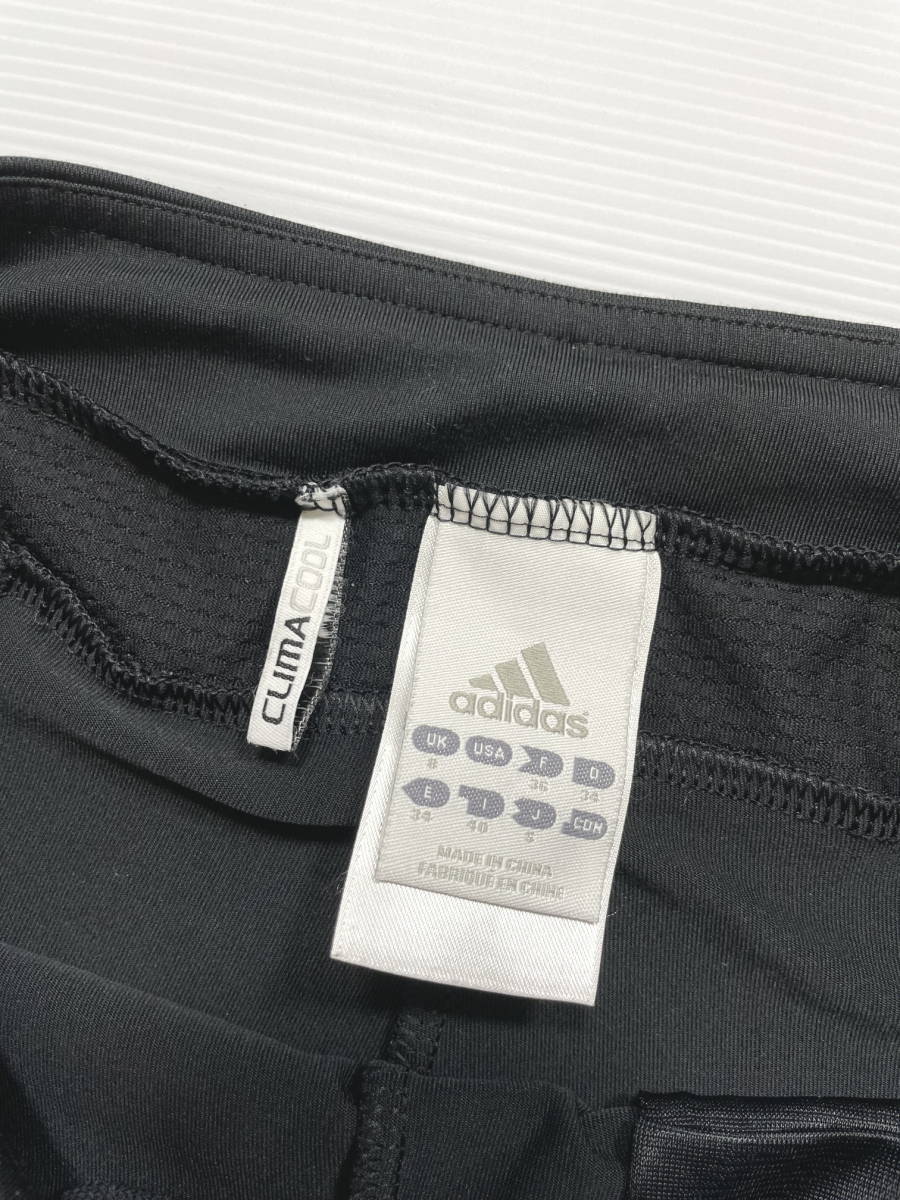 CLIMACOOL
adidas
UK USA F D
8 36 34
E I J CDN
34 40 S
MADE IN CHINA
FABRIQUÉ EN CHINE